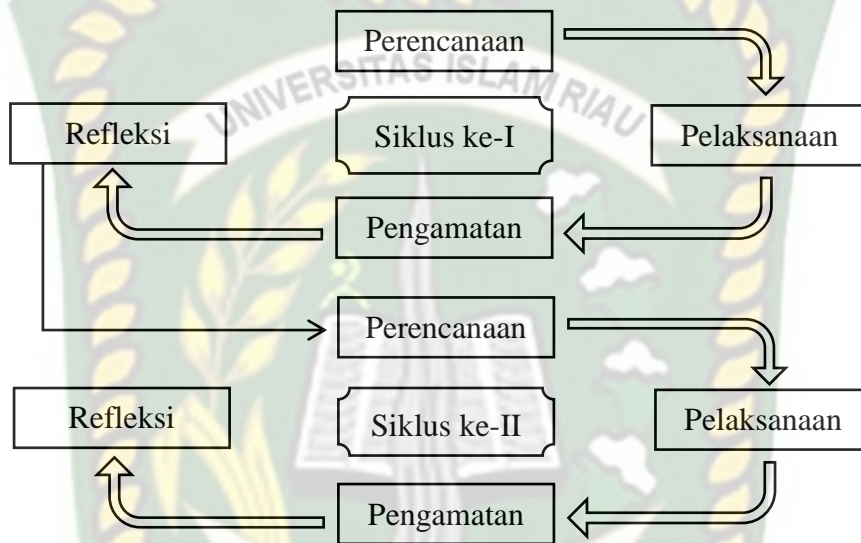 Perencanaan
UNIVERSITAS ISLAM RIAU
Refleksi
Siklus ke-I
Pelaksanaan
Pengamatan
Perencanaan
Refleksi
Siklus ke-II
Pelaksanaan
Pengamatan